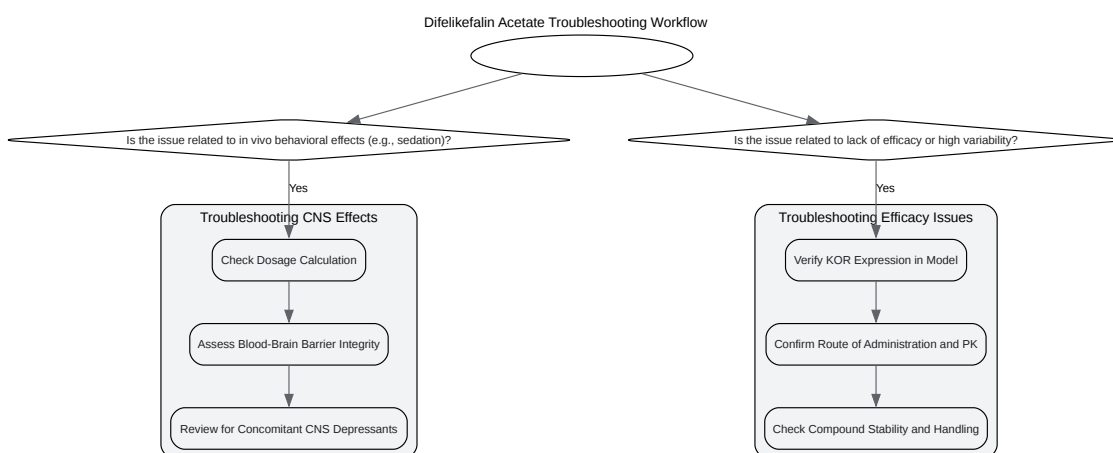 Difelikefalin Acetate Troubleshooting Workflow
Is the issue related to in vivo behavioral effects (e.g., sedation)?
Is the issue related to lack of efficacy or high variability?
Yes
Yes
Troubleshooting CNS Effects
Troubleshooting Efficacy Issues
Check Dosage Calculation
Verify KOR Expression in Model
Assess Blood-Brain Barrier Integrity
Confirm Route of Administration and PK
Review for Concomitant CNS Depressants
Check Compound Stability and Handling